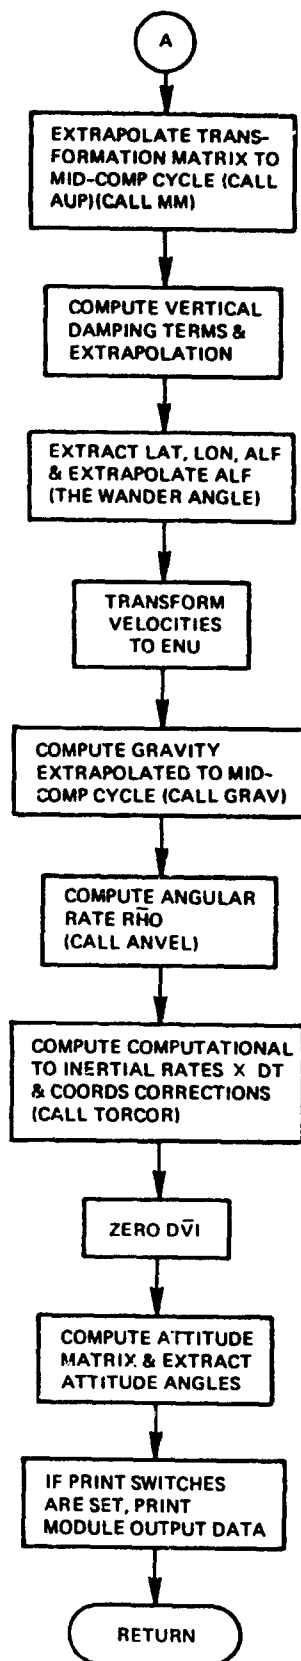 A
EXTRAPOLATE TRANS-
FORMATION MATRIX TO
MID-COMP CYCLE (CALL
AUP)(CALL MM)
COMPUTE VERTICAL
DAMPING TERMS &
EXTRAPOLATION
EXTRACT LAT, LON, ALF
& EXTRAPOLATE ALF
(THE WANDER ANGLE)
TRANSFORM
VELOCITIES
TO ENU
COMPUTE GRAVITY
EXTRAPOLATED TO MID-
COMP CYCLE (CALL GRAV)
COMPUTE ANGULAR
RATE RH̄O
(CALL ANVEL)
COMPUTE COMPUTATIONAL
TO INERTIAL RATES X DT
& COORDS CORRECTIONS
(CALL TORCOR)
ZERO DV̄I
COMPUTE ATTITUDE
MATRIX & EXTRACT
ATTITUDE ANGLES
IF PRINT SWITCHES
ARE SET, PRINT
MODULE OUTPUT DATA
RETURN